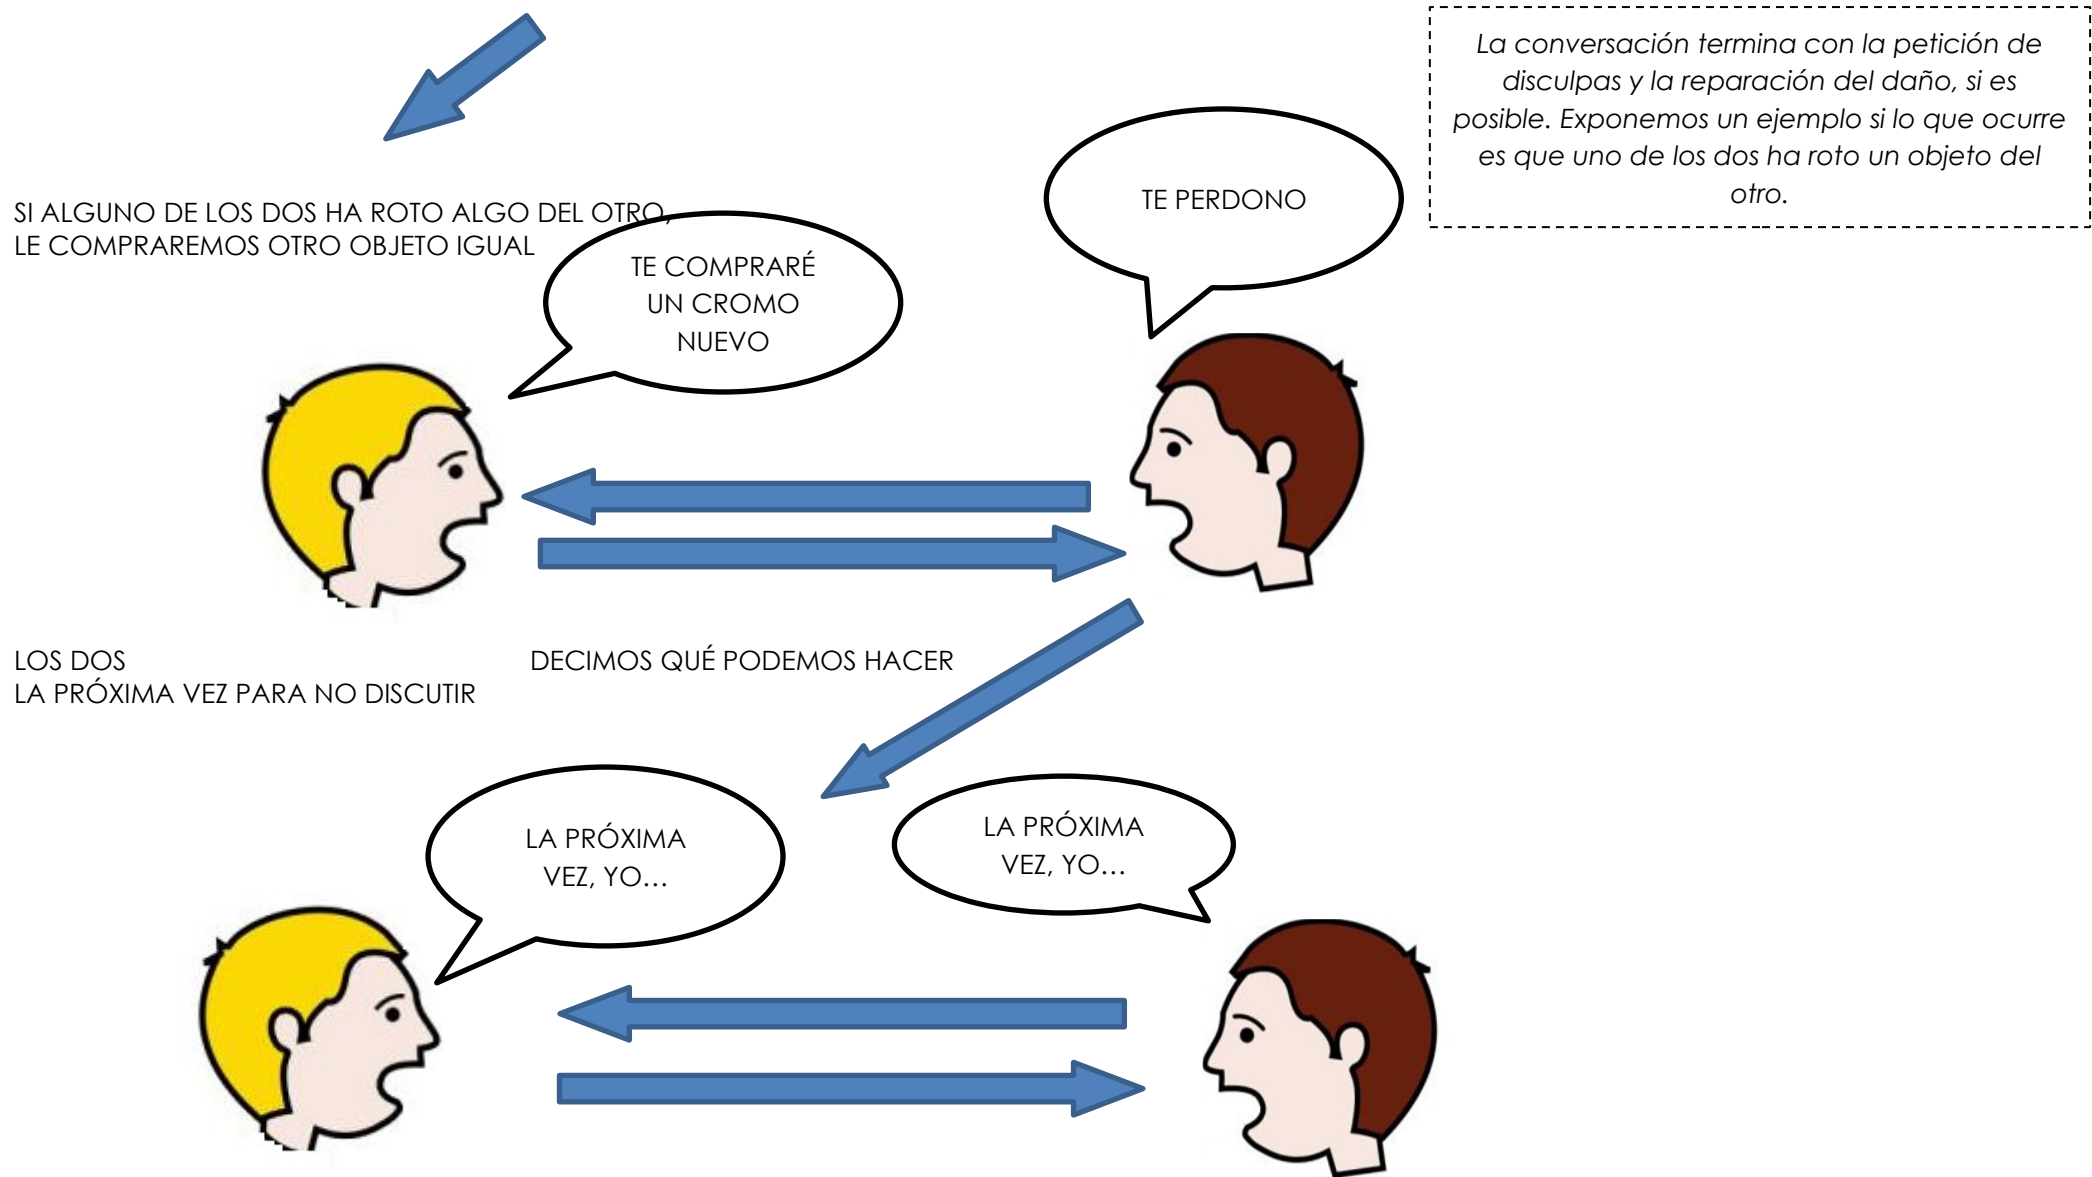 La conversación termina con la petición de
disculpas y la reparación del daño, si es
posible. Exponemos un ejemplo si lo que ocurre
es que uno de los dos ha roto un objeto del
otro.
SI ALGUNO DE LOS DOS HA ROTO ALGO DEL OTRO,
LE COMPRAREMOS OTRO OBJETO IGUAL
TE COMPRARÉ
UN CROMO
NUEVO
TE PERDONO
LOS DOS DECIMOS QUÉ PODEMOS HACER
LA PRÓXIMA VEZ PARA NO DISCUTIR
LA PRÓXIMA
VEZ, YO…
LA PRÓXIMA
VEZ, YO…